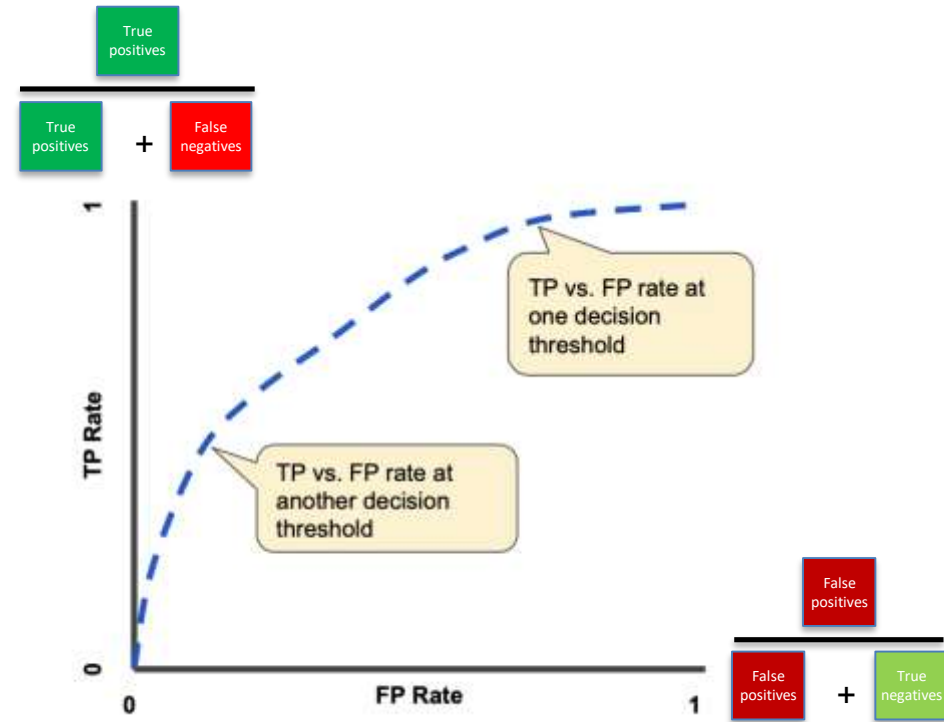 True
positives
True
positives
+
False
negatives
1
TP Rate
0
TP vs. FP rate at
one decision
threshold
TP vs. FP rate at
another decision
threshold
0
FP Rate
1
False
positives
False
positives
+
True
negatives